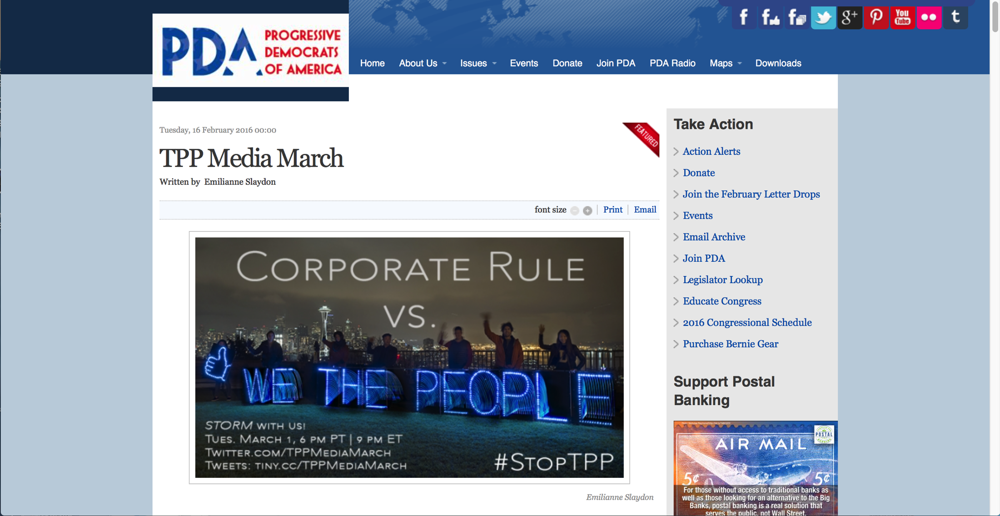 PDA
PROGRESSIVE
DEMOCRATS
OF AMERICA
f
f
f
g+
You
Tube
t
Home
About Us
Issues
Events
Donate
Join PDA
PDA Radio
Maps
Downloads
Tuesday, 16 February 2016 00:00
FEATURED
TPP Media March
Written by Emilianne Slaydon
font size
Print
Email
CORPORATE RULE
VS.
WE THE PEOPLE
STORM WITH US!
TUES. MARCH 1, 6 PM PT | 9 PM ET
TWITTER.COM/TPPMEDIAMARCH
TWEETS: TINY.CC/TPPMEDIAMARCH
#STOPTPP
Emilianne Slaydon
Take Action
Action Alerts
Donate
Join the February Letter Drops
Events
Email Archive
Join PDA
Legislator Lookup
Educate Congress
2016 Congressional Schedule
Purchase Bernie Gear
Support Postal
Banking
POSTAL
BANKING
AIR MAIL
5¢
5¢
For those without access to traditional banks as
well as those looking for an alternative to the Big
Banks, postal banking is a real solution that
serves the public, not Wall Street.